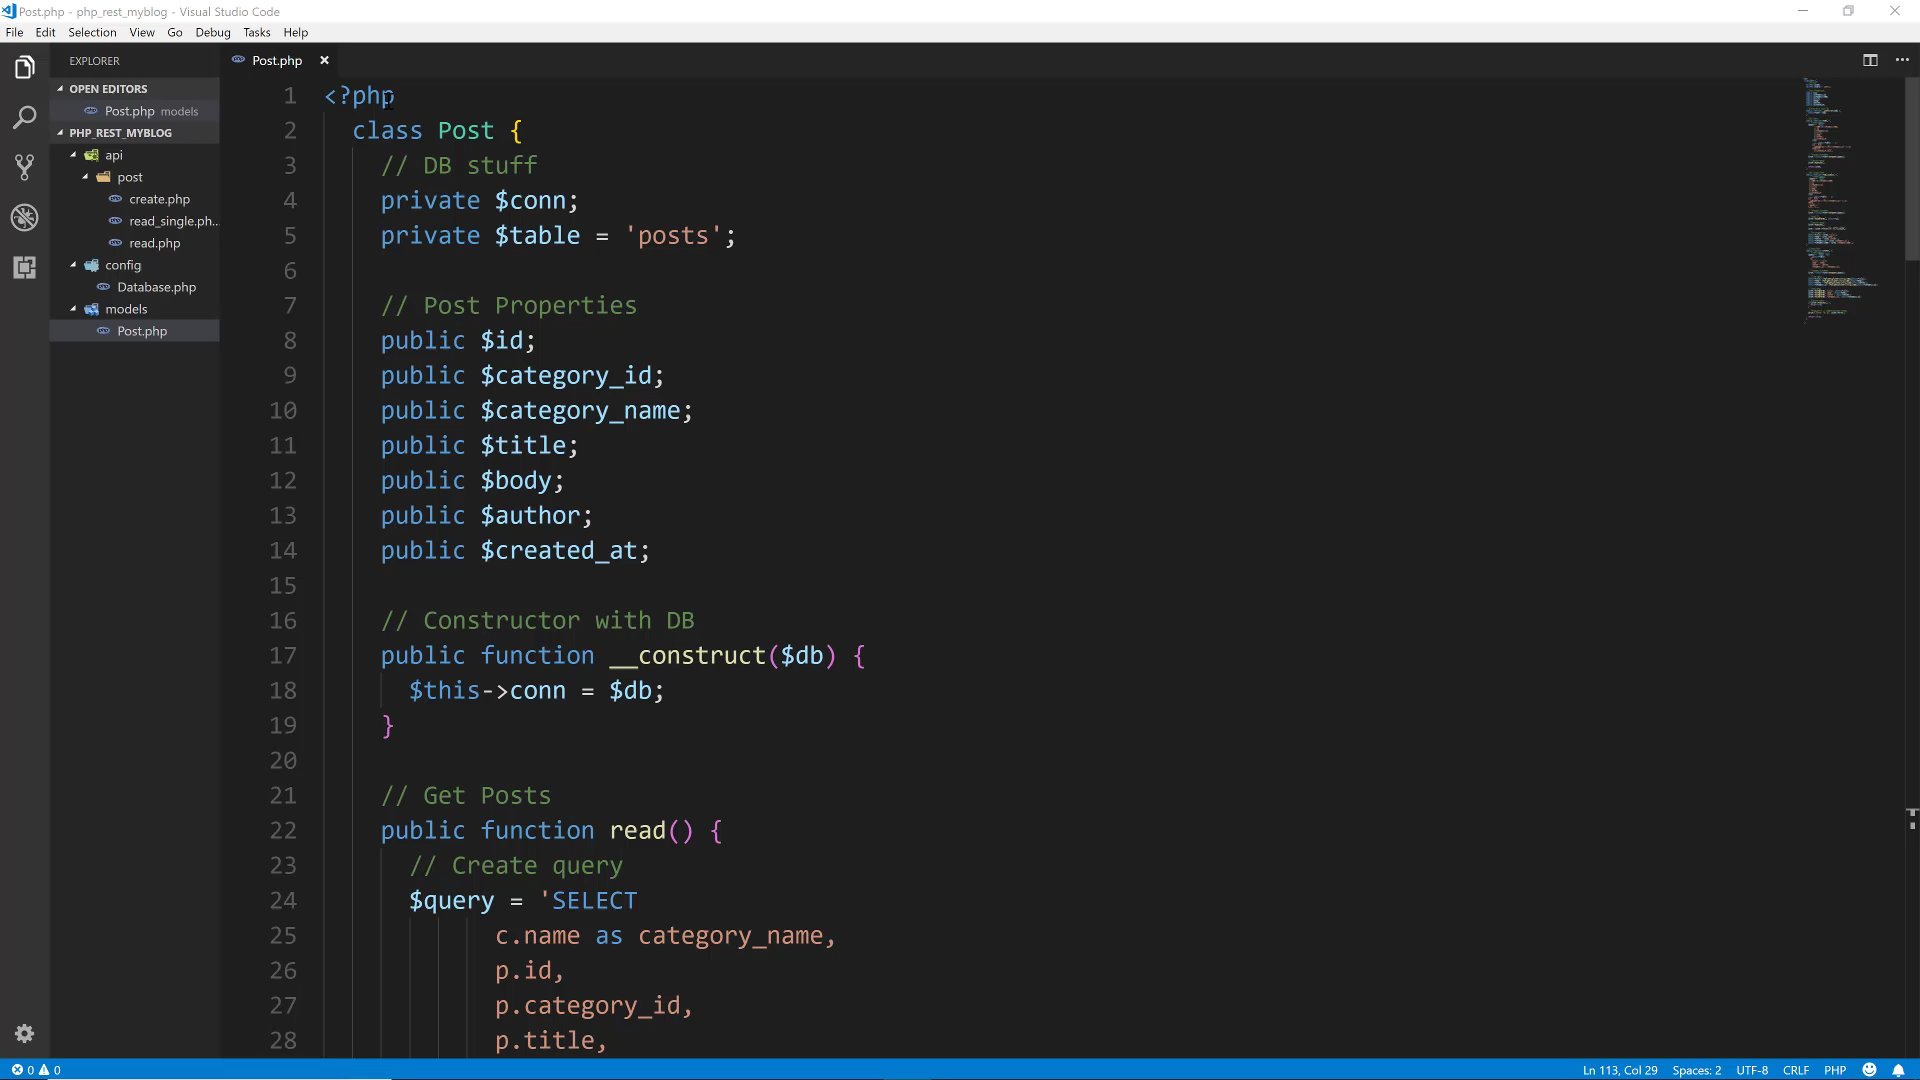 Post.php - php_rest_myblog - Visual Studio Code
File Edit Selection View Go Debug Tasks Help
EXPLORER
OPEN EDITORS
Post.php models
PHP_REST_MYBLOG
api
post
create.php
read_single.ph...
read.php
config
Database.php
models
Post.php
Post.php
1 <?php
2 class Post {
3 // DB stuff
4 private $conn;
5 private $table = 'posts';
6
7 // Post Properties
8 public $id;
9 public $category_id;
10 public $category_name;
11 public $title;
12 public $body;
13 public $author;
14 public $created_at;
15
16 // Constructor with DB
17 public function __construct($db) {
18 $this->conn = $db;
19 }
20
21 // Get Posts
22 public function read() {
23 // Create query
24 $query = 'SELECT
25 c.name as category_name,
26 p.id,
27 p.category_id,
28 p.title,
0 0
Ln 113, Col 29 Spaces: 2 UTF-8 CRLF PHP